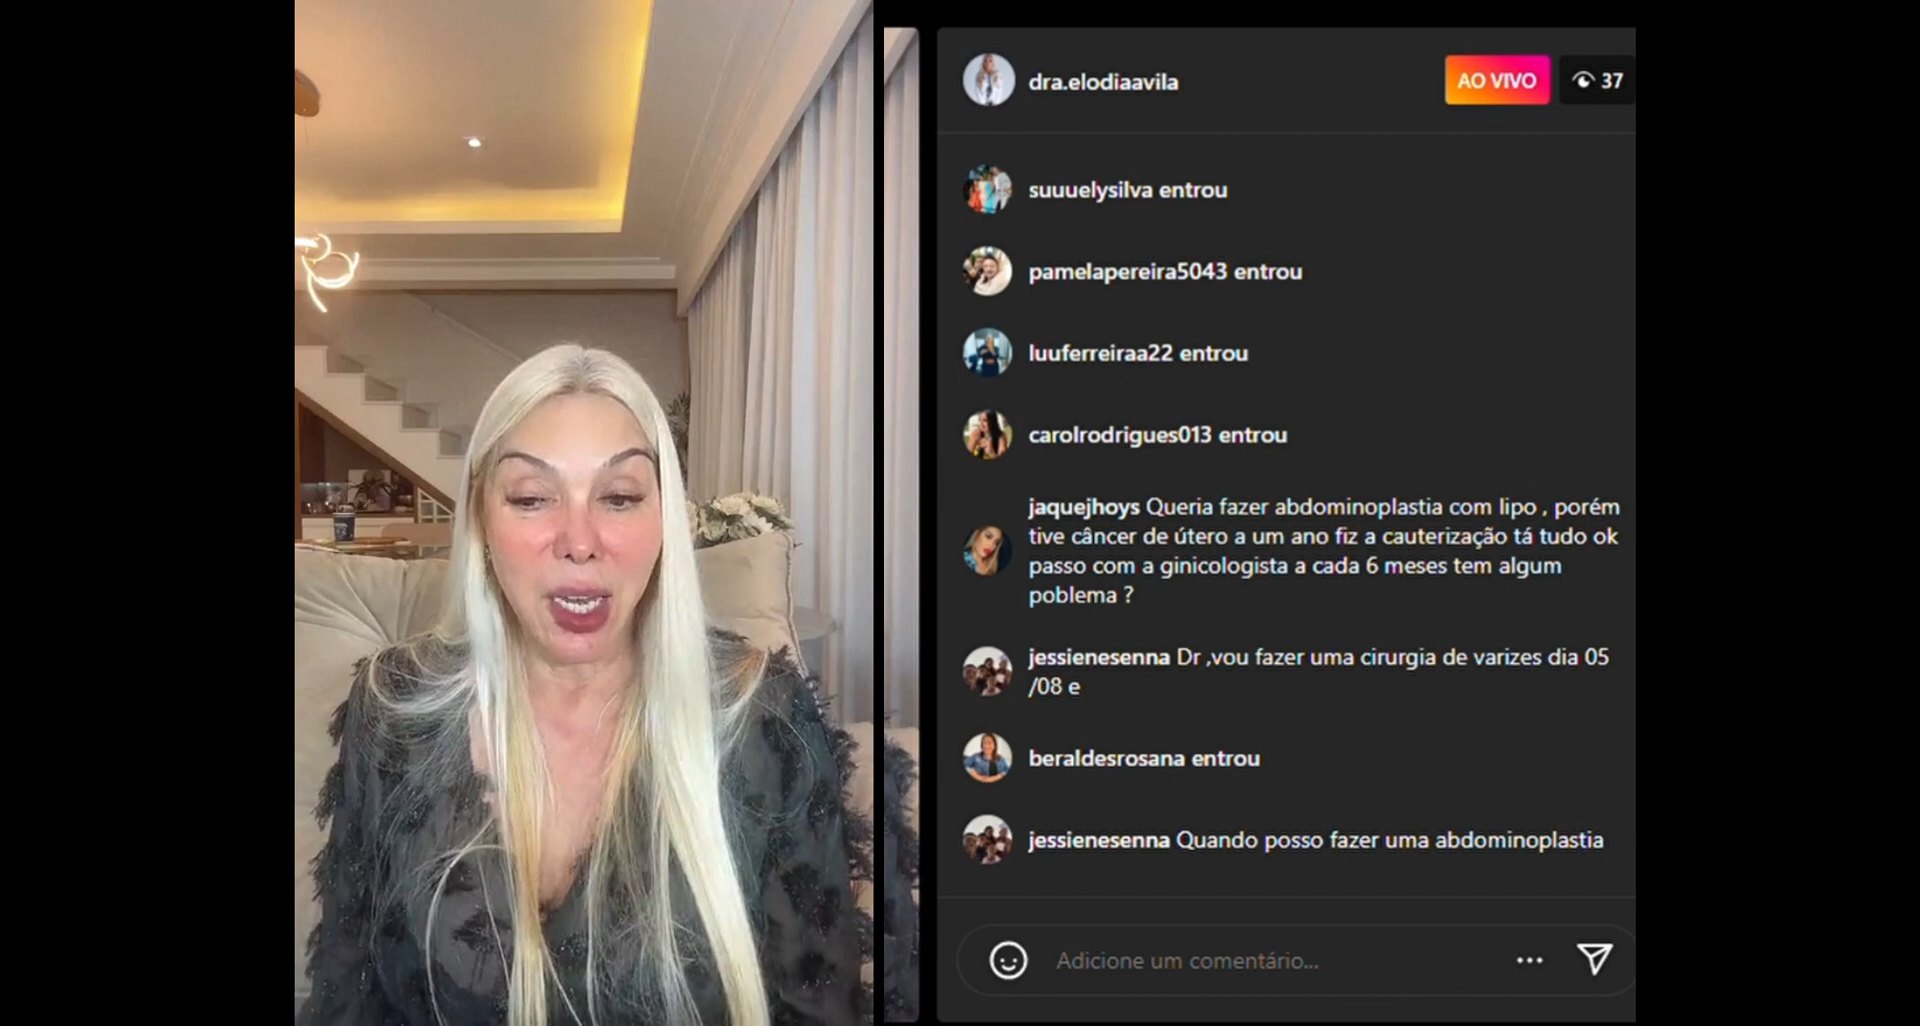 dra.elodiaavila
AO VIVO
37
suuuelysilva entrou
pamelapereira5043 entrou
luuferreiraa22 entrou
carolrodrigues013 entrou
jaquejhoys Queria fazer abdominoplastia com lipo , porém
tive câncer de útero a um ano fiz a cauterização tá tudo ok
passo com a ginicologista a cada 6 meses tem algum
poblema ?
jessienesenna Dr ,vou fazer uma cirurgia de varizes dia 05
/08 e
beraldesrosana entrou
jessienesenna Quando posso fazer uma abdominoplastia
Adicione um comentário...